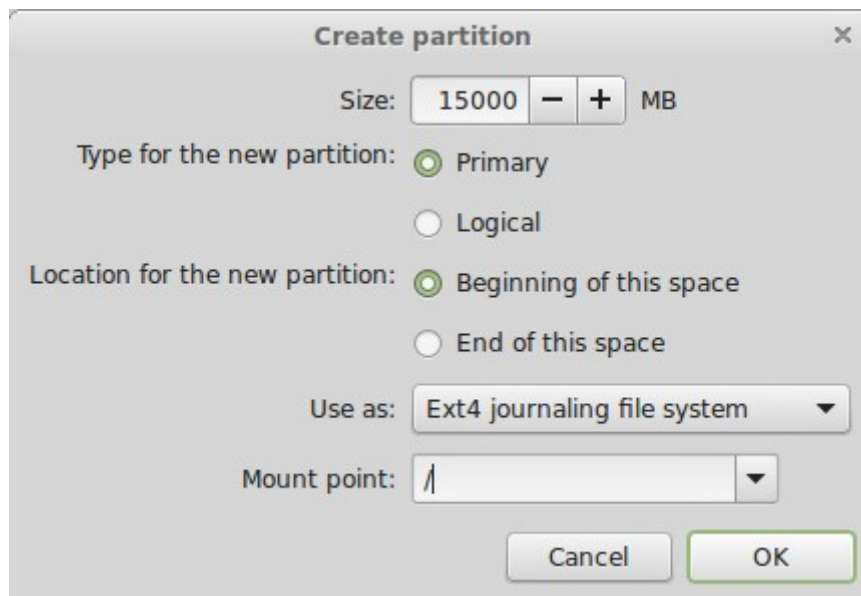 Create partition
Size: 15000 MB
Type for the new partition: Primary
Logical
Location for the new partition: Beginning of this space
End of this space
Use as: Ext4 journaling file system
Mount point: /
Cancel OK